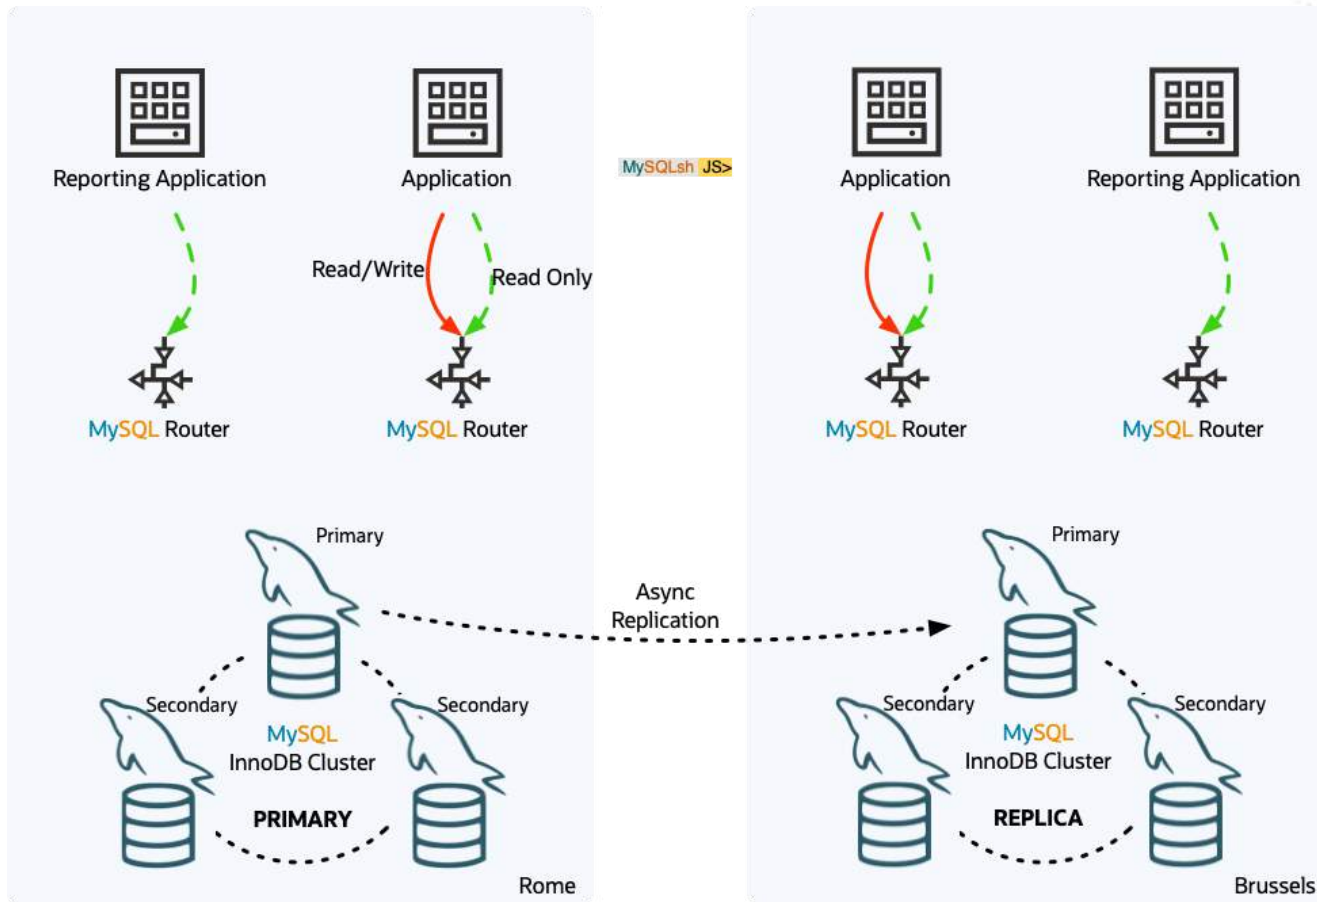 Reporting Application
Application
MySQLsh JS>
Application
Reporting Application
Read/Write
Read Only
MySQL Router
MySQL Router
MySQL Router
MySQL Router
Primary
Primary
Async
Replication
Secondary
Secondary
Secondary
Secondary
MySQL
InnoDB Cluster
MySQL
InnoDB Cluster
PRIMARY
REPLICA
Rome
Brussels